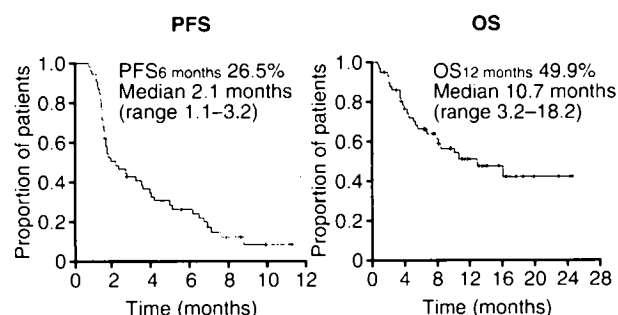 PFS
PFS6 months 26.5%
Median 2.1 months
(range 1.1–3.2)
Proportion of patients
1.0
0.8
0.6
0.4
0.2
0
0 2 4 6 8 10 12
Time (months)
OS
OS12 months 49.9%
Median 10.7 months
(range 3.2–18.2)
Proportion of patients
1.0
0.8
0.6
0.4
0.2
0
0 4 8 12 16 20 24 28
Time (months)